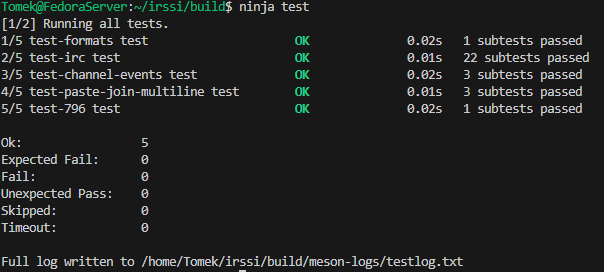 Tomek@FedoraServer:~/irssi/build$ ninja test
[1/2] Running all tests.
1/5 test-formats test OK 0.02s 1 subtests passed
2/5 test-irc test OK 0.01s 22 subtests passed
3/5 test-channel-events test OK 0.02s 3 subtests passed
4/5 test-paste-join-multiline test OK 0.01s 3 subtests passed
5/5 test-796 test OK 0.02s 1 subtests passed
Ok: 5
Expected Fail: 0
Fail: 0
Unexpected Pass: 0
Skipped: 0
Timeout: 0
Full log written to /home/Tomek/irssi/build/meson-logs/testlog.txt